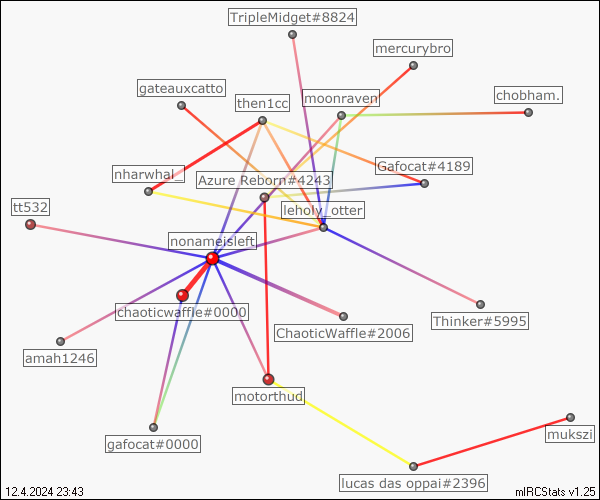 TripleMidget#8824
mercurybro
gateauxcatto
chobham.
then1cc
moonraven
Gafocat#4189
nharwhal_
Azure Reborn#4243
tt532
leholy_otter
nonameisleft
chaoticwaffle#0000
Thinker#5995
ChaoticWaffle#2006
amah1246
motorthud
mukszi
gafocat#0000
lucas das oppai#2396
12.4.2024 23:43
mIRCStats v1.25